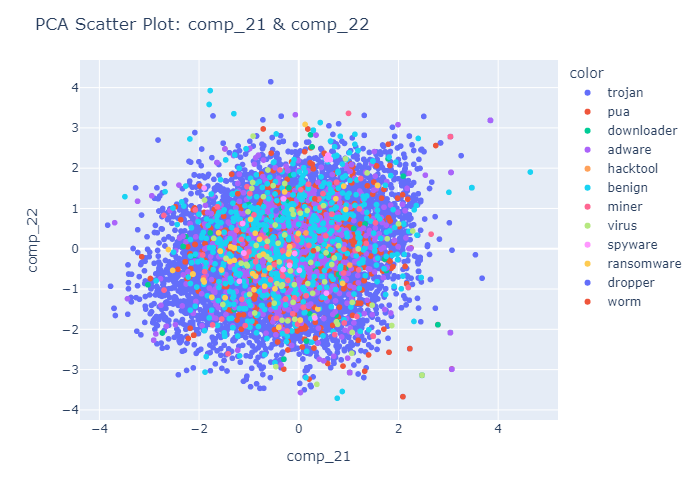 PCA Scatter Plot: comp_21 & comp_22
color
trojan
pua
downloader
adware
hacktool
benign
miner
virus
spyware
ransomware
dropper
worm
comp_22
4
3
2
1
0
−1
−2
−3
−4
−4
−2
0
2
4
comp_21